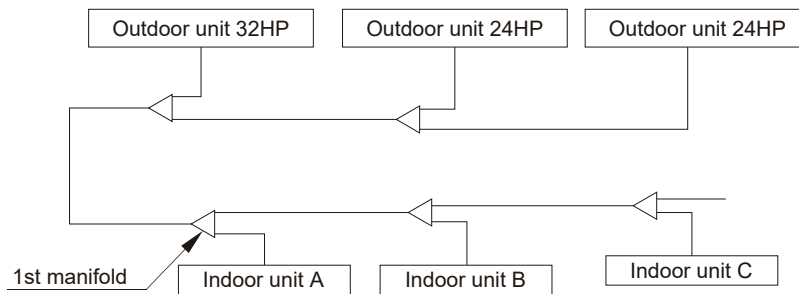 Outdoor unit 32HP
Outdoor unit 24HP
Outdoor unit 24HP
1st manifold
Indoor unit A
Indoor unit B
Indoor unit C